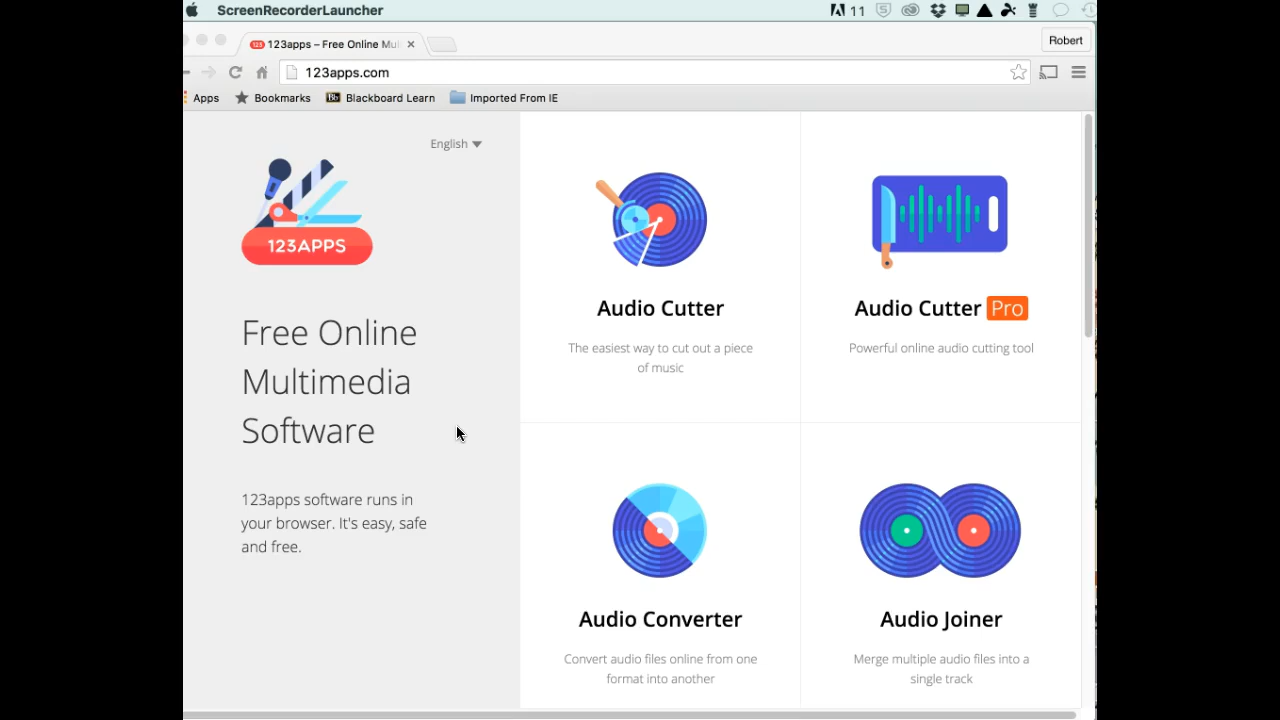 ScreenRecorderLauncher
11
123apps – Free Online Mul
Robert
123apps.com
Apps
Bookmarks
Bb
Blackboard Learn
Imported From IE
English
123APPS
Free Online
Multimedia
Software
123apps software runs in
your browser. It's easy, safe
and free.
Audio Cutter
The easiest way to cut out a piece
of music
Audio Cutter Pro
Powerful online audio cutting tool
Audio Converter
Convert audio files online from one
format into another
Audio Joiner
Merge multiple audio files into a
single track